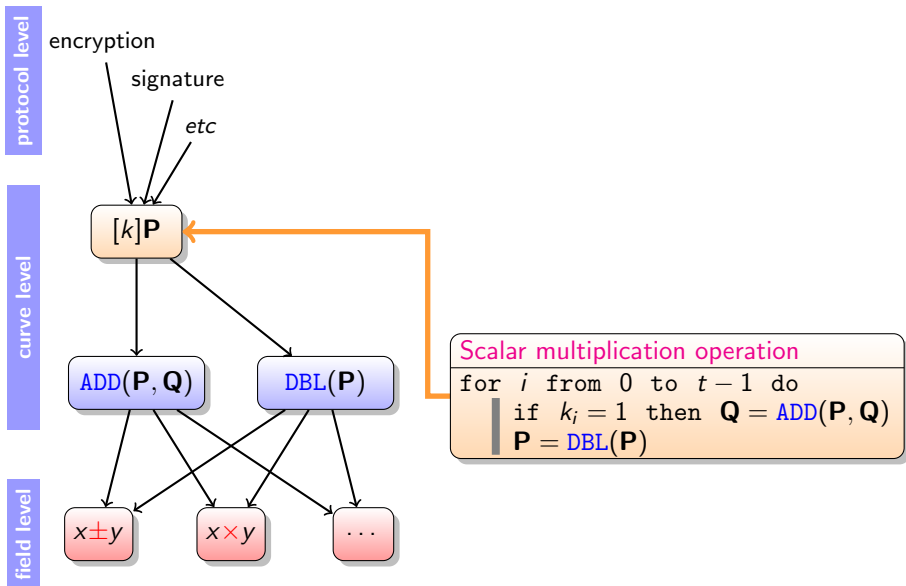 protocol level
encryption
signature
etc
curve level
[k]P
ADD(P, Q)
DBL(P)
Scalar multiplication operation
for i from 0 to t − 1 do
if kᵢ = 1 then Q = ADD(P, Q)
P = DBL(P)
field level
x±y
x×y
···